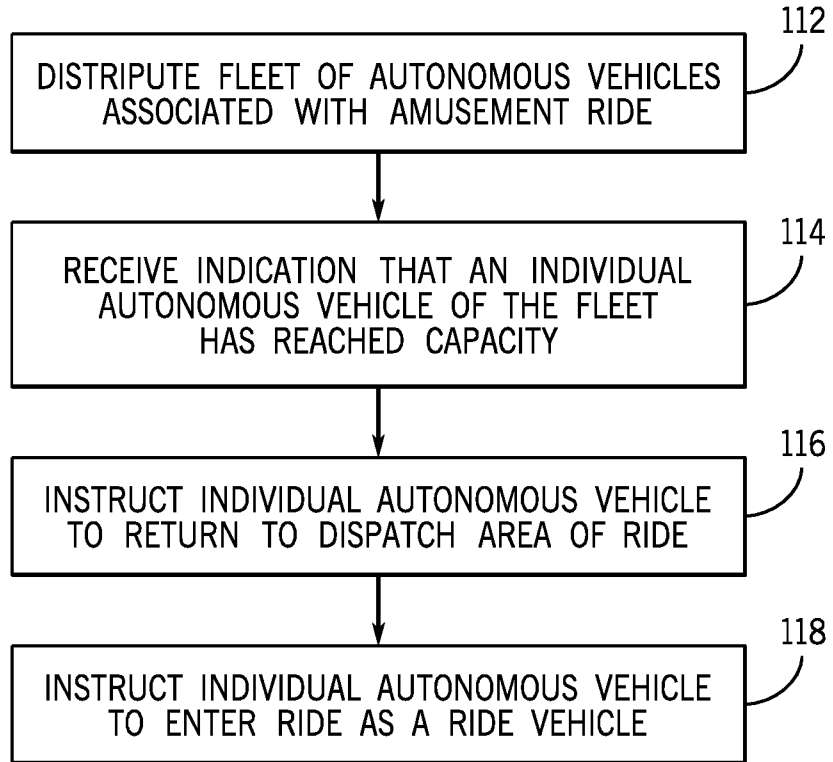 112
DISTRIPUTE FLEET OF AUTONOMOUS VEHICLES
ASSOCIATED WITH AMUSEMENT RIDE
114
RECEIVE INDICATION THAT AN INDIVIDUAL
AUTONOMOUS VEHICLE OF THE FLEET
HAS REACHED CAPACITY
116
INSTRUCT INDIVIDUAL AUTONOMOUS VEHICLE
TO RETURN TO DISPATCH AREA OF RIDE
118
INSTRUCT INDIVIDUAL AUTONOMOUS VEHICLE
TO ENTER RIDE AS A RIDE VEHICLE